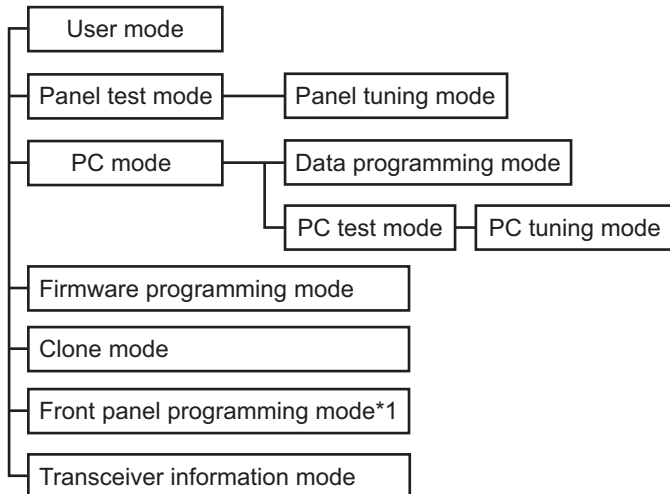 User mode
Panel test mode
Panel tuning mode
PC mode
Data programming mode
PC test mode
PC tuning mode
Firmware programming mode
Clone mode
Front panel programming mode*1
Transceiver information mode